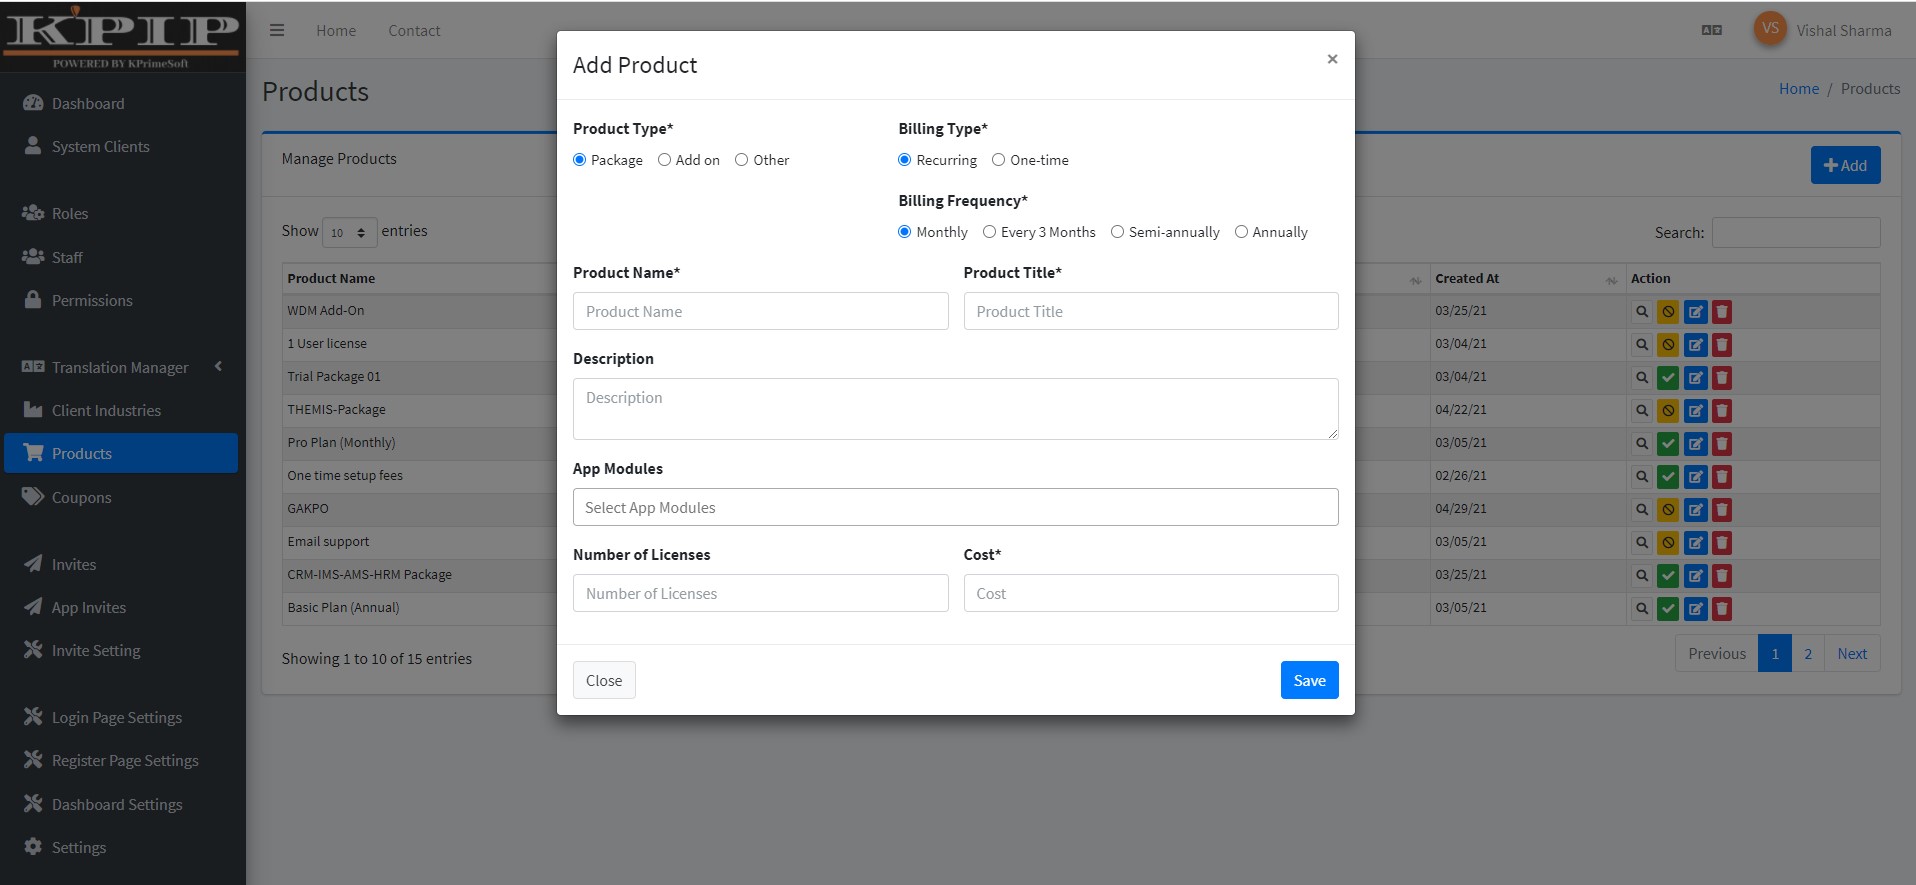 KPIP
POWERED BY KPrimeSoft
Home
Contact
VS
Vishal Sharma
Dashboard
System Clients
Roles
Staff
Permissions
Translation Manager
Client Industries
Products
Coupons
Invites
App Invites
Invite Setting
Login Page Settings
Register Page Settings
Dashboard Settings
Settings
Products
Home / Products
Manage Products
Add
Show 10 entries
Search:
Product Name
Created At
Action
WDM Add-On
03/25/21
1 User license
03/04/21
Trial Package 01
03/04/21
THEMIS-Package
04/22/21
Pro Plan (Monthly)
03/05/21
One time setup fees
02/26/21
GAKPO
04/29/21
Email support
03/05/21
CRM-IMS-AMS-HRM Package
03/25/21
Basic Plan (Annual)
03/05/21
Showing 1 to 10 of 15 entries
Previous 1 2 Next
Add Product
×
Product Type*
Package Add on Other
Billing Type*
Recurring One-time
Billing Frequency*
Monthly Every 3 Months Semi-annually Annually
Product Name*
Product Name
Product Title*
Product Title
Description
Description
App Modules
Select App Modules
Number of Licenses
Number of Licenses
Cost*
Cost
Close
Save